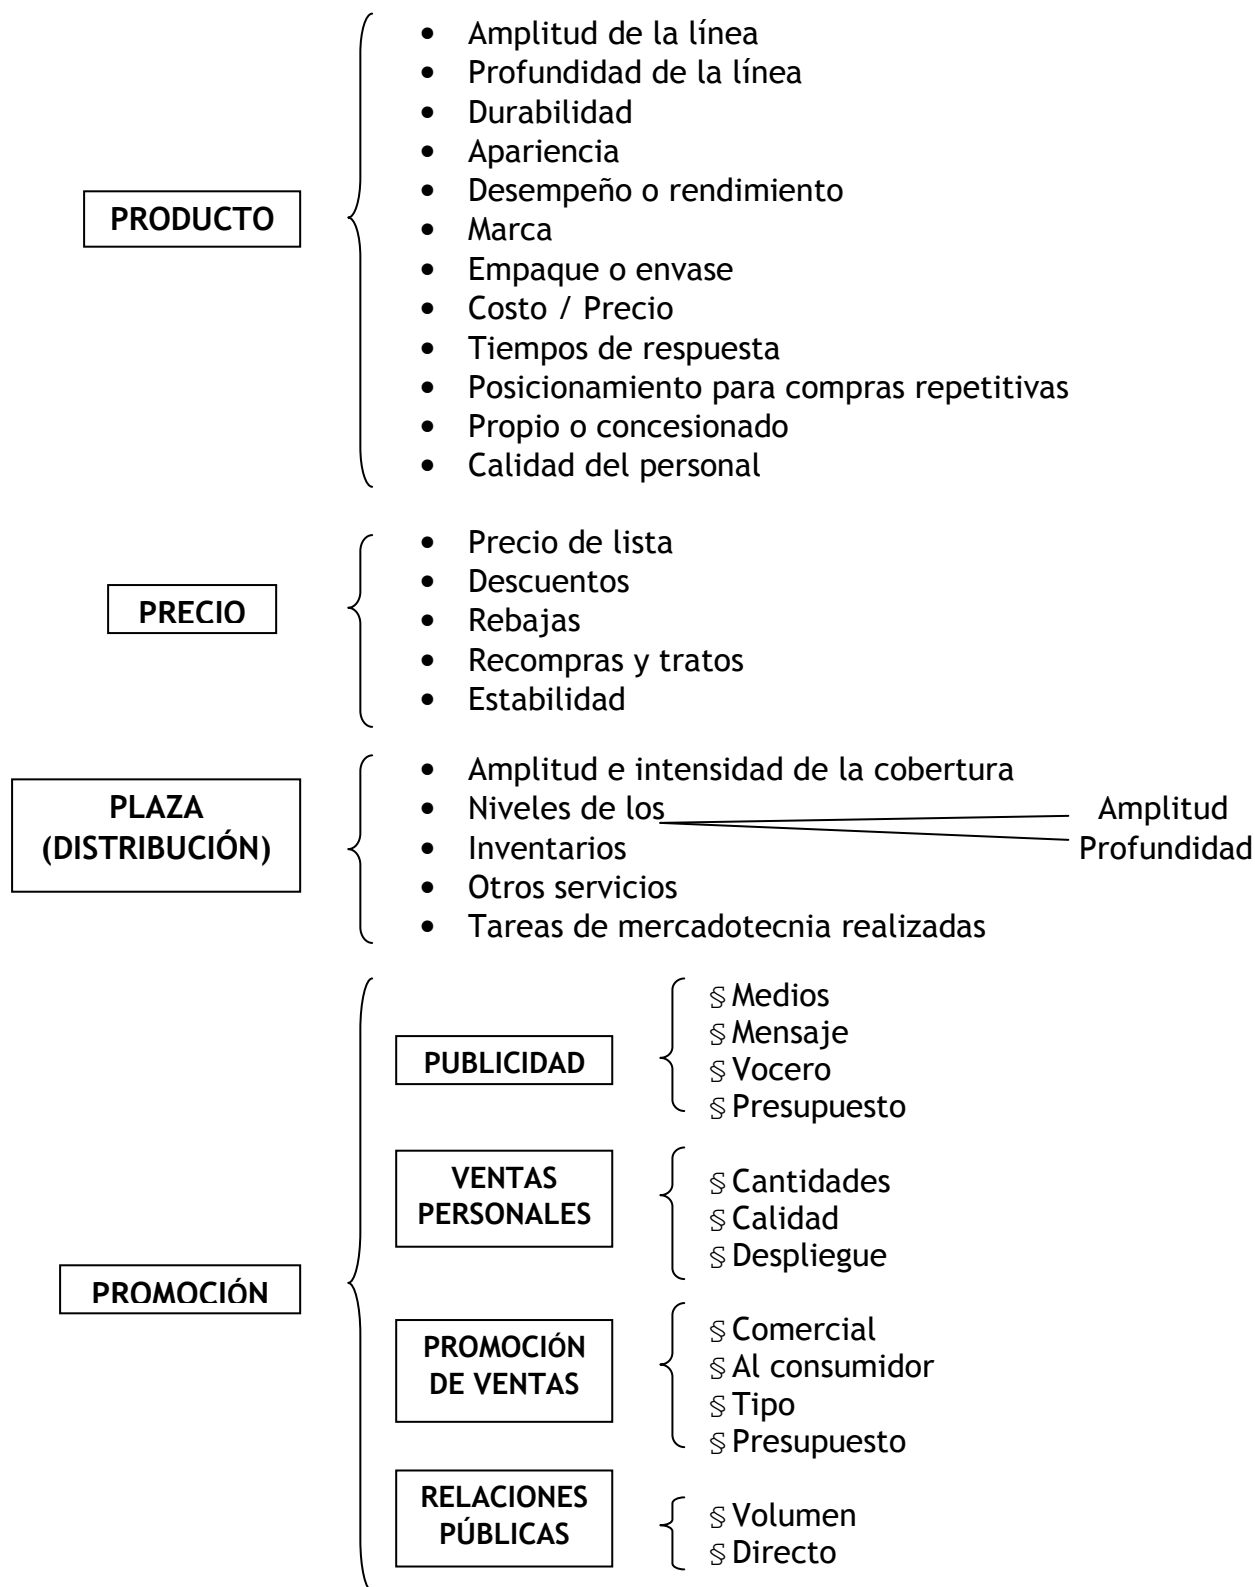 PRODUCTO
• Amplitud de la línea
• Profundidad de la línea
• Durabilidad
• Apariencia
• Desempeño o rendimiento
• Marca
• Empaque o envase
• Costo / Precio
• Tiempos de respuesta
• Posicionamiento para compras repetitivas
• Propio o concesionado
• Calidad del personal
PRECIO
• Precio de lista
• Descuentos
• Rebajas
• Recompras y tratos
• Estabilidad
PLAZA
(DISTRIBUCIÓN)
• Amplitud e intensidad de la cobertura
• Niveles de los
• Inventarios
• Otros servicios
• Tareas de mercadotecnia realizadas
Amplitud
Profundidad
PROMOCIÓN
PUBLICIDAD
§ Medios
§ Mensaje
§ Vocero
§ Presupuesto
VENTAS
PERSONALES
§ Cantidades
§ Calidad
§ Despliegue
PROMOCIÓN
DE VENTAS
§ Comercial
§ Al consumidor
§ Tipo
§ Presupuesto
RELACIONES
PÚBLICAS
§ Volumen
§ Directo